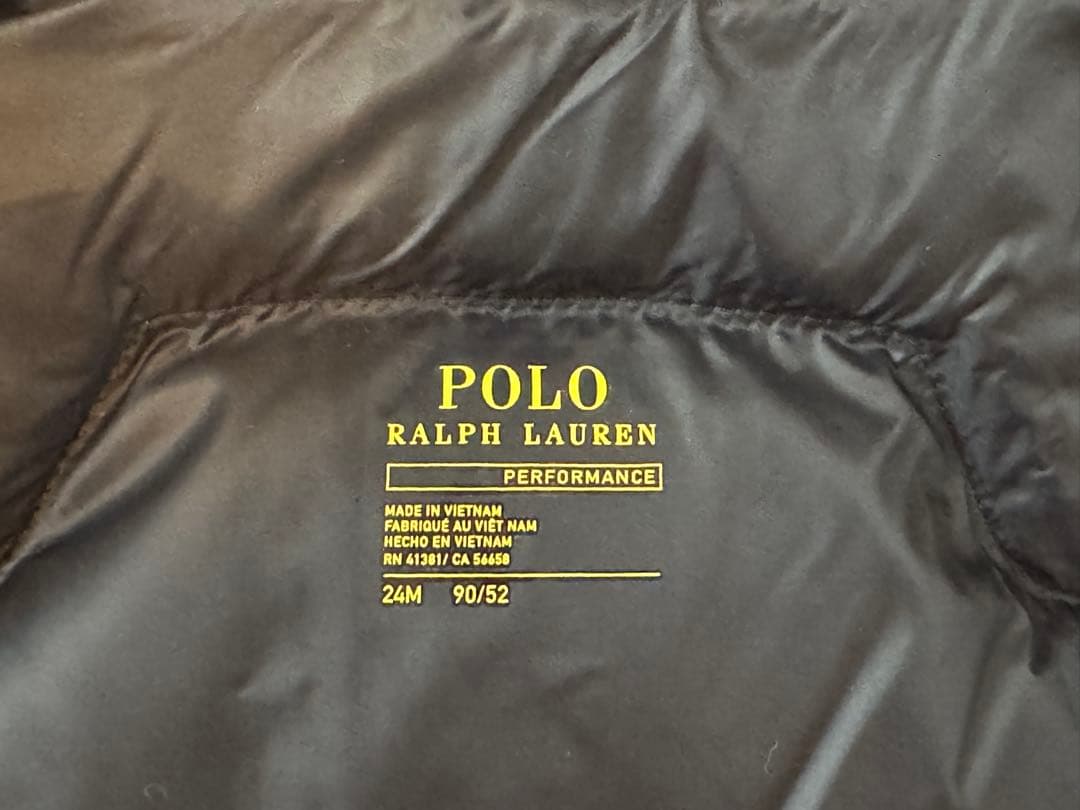 POLO
RALPH LAUREN
PERFORMANCE
MADE IN VIETNAM
FABRIQUÉ AU VIÊT NAM
HECHO EN VIETNAM
RN 41381/ CA 56658
24M 90/52